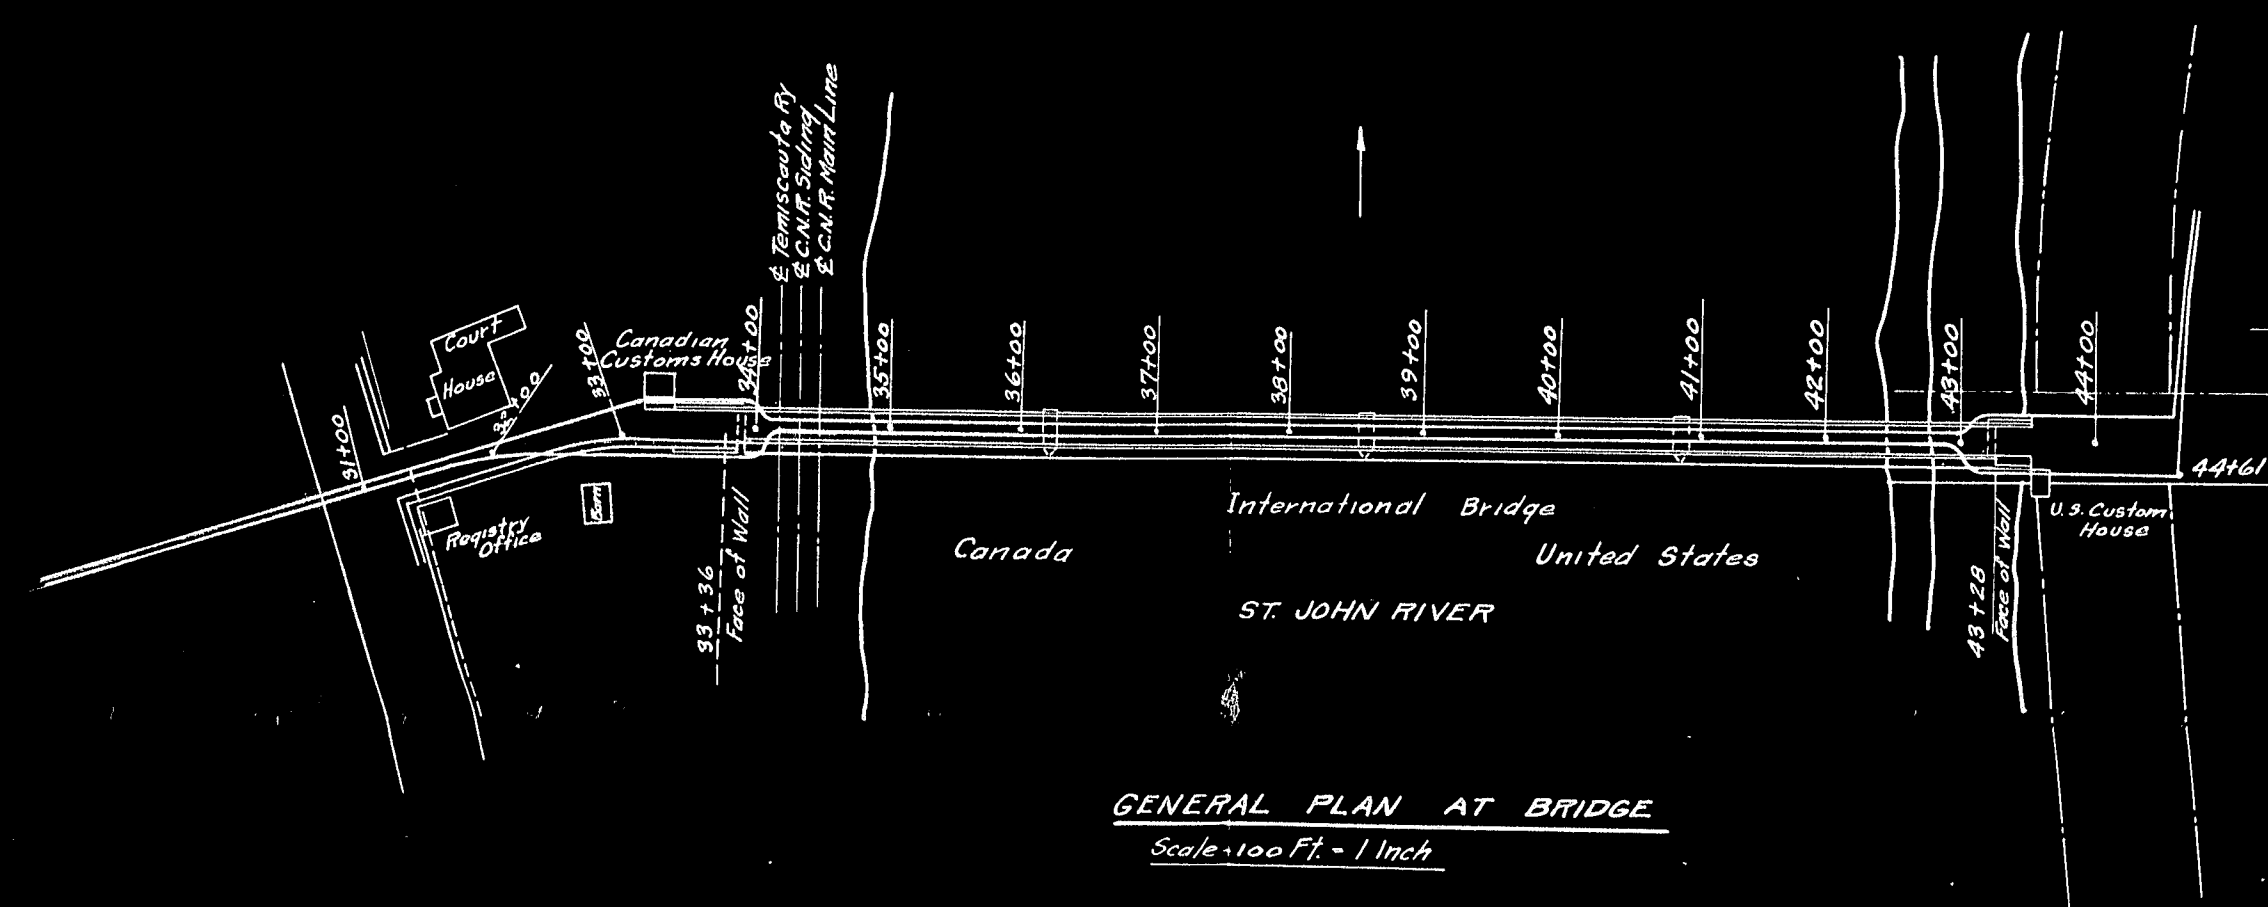 ₵ Temiscouta Ry
₵ C.N.R. Siding
₵ C.N.R. Main Line
Court
House
Canadian
Customs House
31+00
32+00
33+00
34+00
35+00
36+00
37+00
38+00
39+00
40+00
41+00
42+00
43+00
44+00
44+61
Registry
Office
Barn
33+36
Face of Wall
International Bridge
Canada
United States
ST. JOHN RIVER
43+28
Face of Wall
U.S. Custom
House
GENERAL PLAN AT BRIDGE
Scale - 100 Ft. = 1 Inch